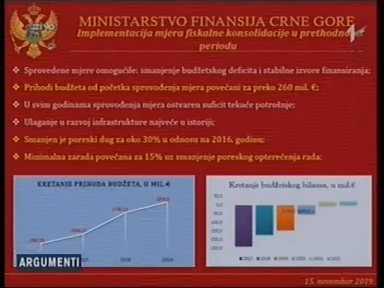 MINISTARSTVO FINANSIJA CRNE GORE
Implementacija mjera fiskalne konsolidacije u prethodnom
periodu
Sprovedene mjere omogućile: smanjenje budžetskog deficita i stabilne izvore finansiranja;
Prihodi budžeta od početka sprovođenja mjera povećani za preko 260 mil. €;
U svim godinama sprovođenja mjera ostvaren suficit tekuće potrošnje;
Ulaganje u razvoj infrastrukture najveće u istoriji;
Smanjen je poreski dug za oko 30% u odnosu na 2016. godinu;
Minimalna zarada povećana za 15% uz smanjenje poreskog opterećenja rada;
KRETANJE PRIHODA BUDŽETA, U MIL.€
Kretanje budžetskog bilansa, u mil.€
ARGUMENTI
15. novembar 2019.